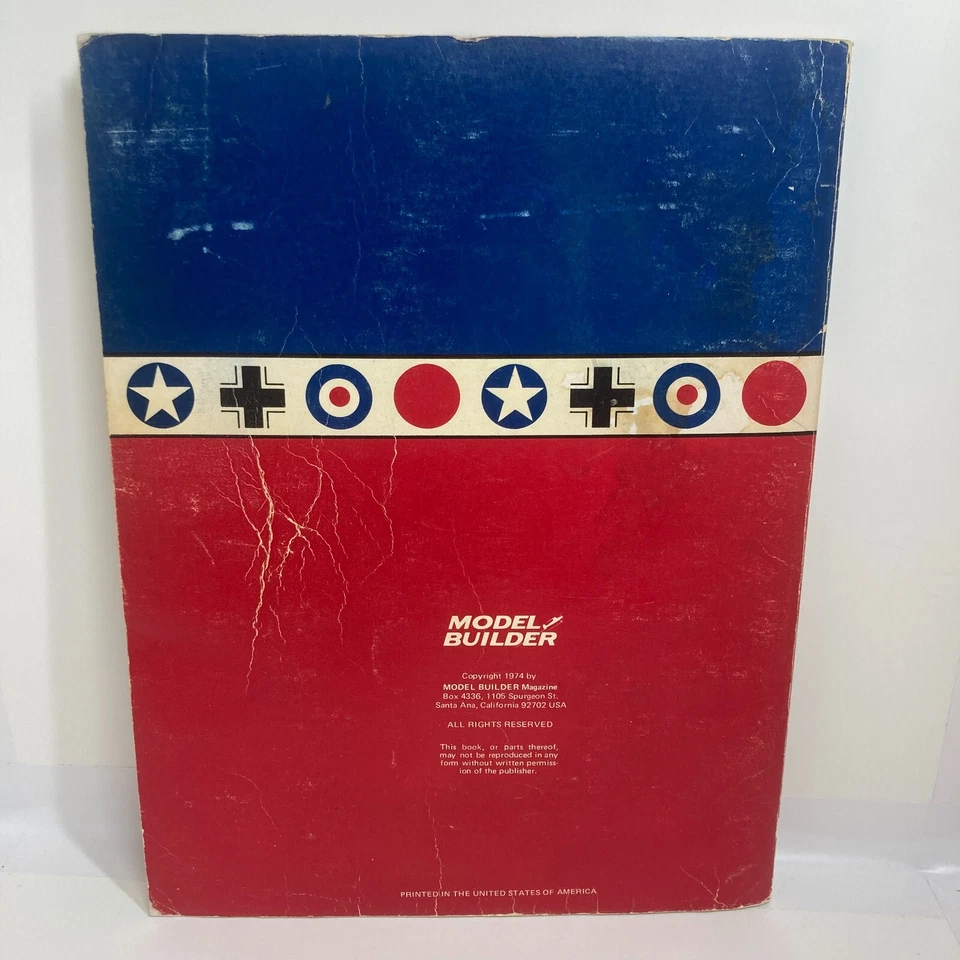 MODEL
BUILDER
Copyright 1974 by
MODEL BUILDER Magazine
Box 4336, 1105 Spurgeon St.
Santa Ana, California 92702 USA
ALL RIGHTS RESERVED
This book, or parts thereof,
may not be reproduced in any
form without written permis-
sion of the publisher.
PRINTED IN THE UNITED STATES OF AMERICA